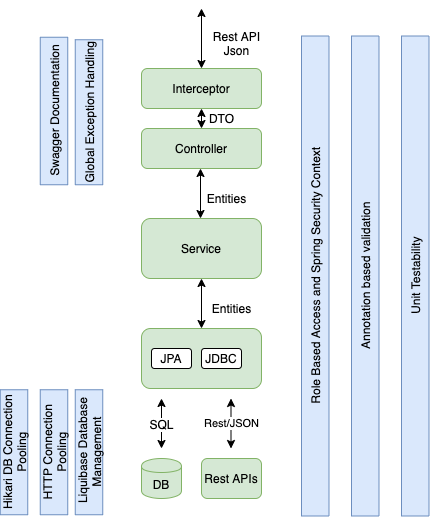 Rest API
Json
Swagger Documentation
Global Exception Handling
Interceptor
DTO
Controller
Entities
Service
Entities
JPA
JDBC
SQL
Rest/JSON
DB
Rest APIs
Hikari DB Connection
Pooling
HTTP Connection
Pooling
Liquibase Database
Management
Role Based Access and Spring Security Context
Annotation based validation
Unit Testability